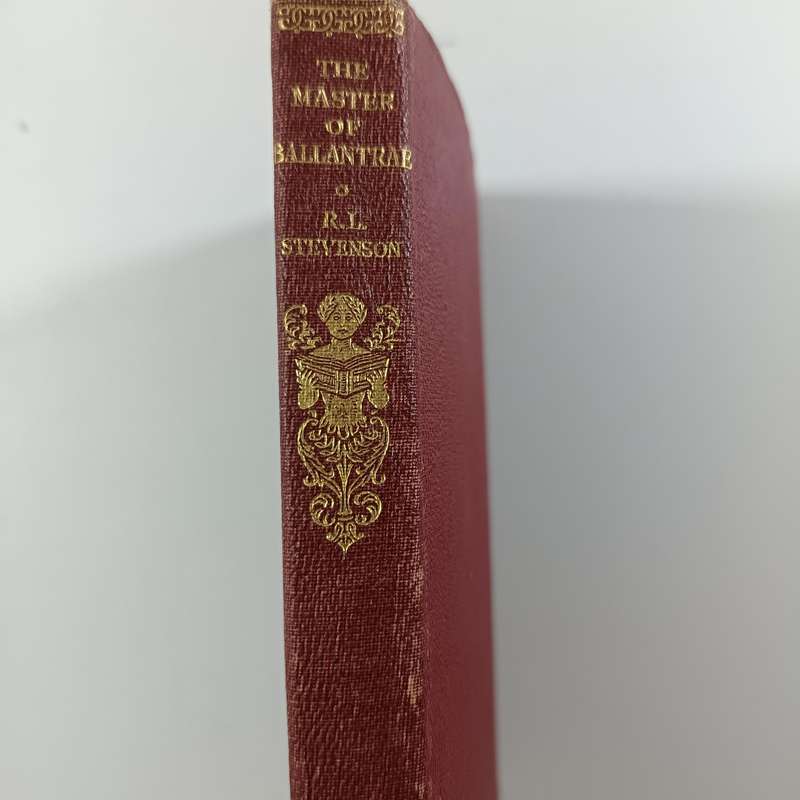 THE
MASTER
OF
BALLANTRAE
R.L.
STEVENSON